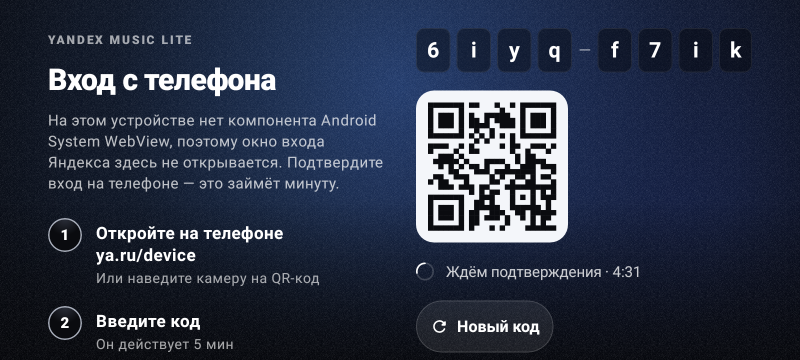 YANDEX MUSIC LITE
Вход с телефона
На этом устройстве нет компонента Android
System WebView, поэтому окно входа
Яндекса здесь не открывается. Подтвердите
вход на телефоне — это займёт минуту.
1
Откройте на телефоне
ya.ru/device
Или наведите камеру на QR-код
2
Введите код
Он действует 5 мин
6 i y q – f 7 i k
Ждём подтверждения · 4:31
Новый код